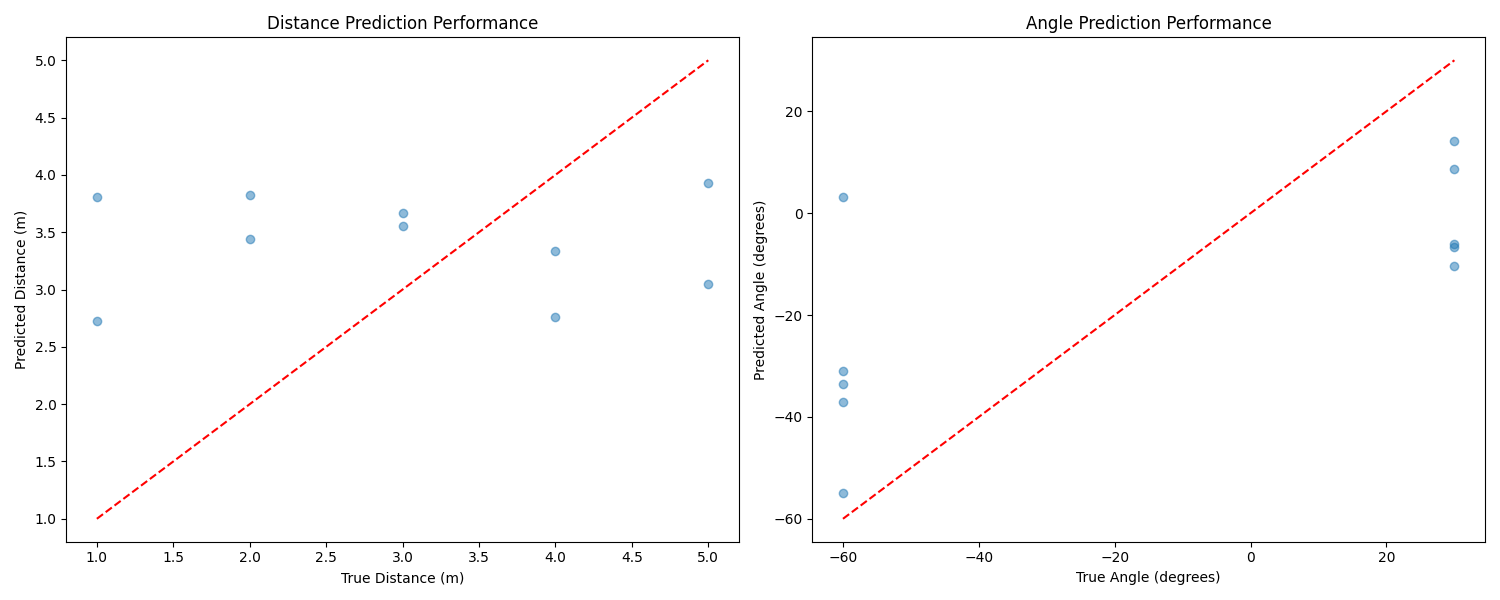 Distance Prediction Performance
5.0
4.5
4.0
3.5
3.0
2.5
2.0
1.5
1.0
Predicted Distance (m)
1.0 1.5 2.0 2.5 3.0 3.5 4.0 4.5 5.0
True Distance (m)
Angle Prediction Performance
20
0
−20
−40
−60
Predicted Angle (degrees)
−60 −40 −20 0 20
True Angle (degrees)